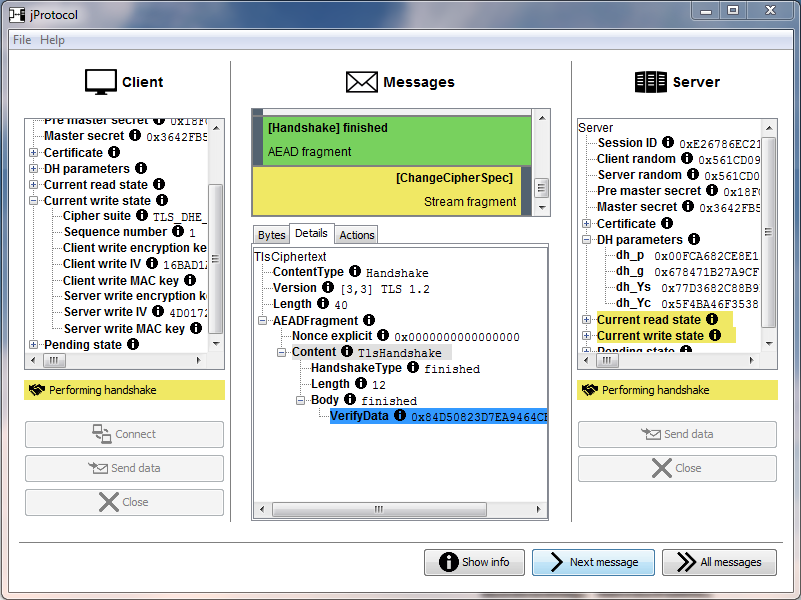 jProtocol
File Help
Client
Pre master secret 0x18F0
Master secret 0x3642FB5
Certificate
DH parameters
Current read state
Current write state
Cipher suite TLS_DHE_
Sequence number 1
Client write encryption ke
Client write IV 16BAD1
Client write MAC key
Server write encryption k
Server write IV 4D0172
Server write MAC key
Pending state
Performing handshake
Connect
Send data
Close
Messages
[Handshake] finished
AEAD fragment
[ChangeCipherSpec]
Stream fragment
Bytes Details Actions
TlsCiphertext
ContentType Handshake
Version [3,3] TLS 1.2
Length 40
AEADFragment
Nonce explicit 0x0000000000000000
Content TlsHandshake
HandshakeType finished
Length 12
Body finished
VerifyData 0x84D50823D7EA9464CE
Server
Server
Session ID 0xE26786EC21
Client random 0x561CD09
Server random 0x561CD0
Pre master secret 0x18F
Master secret 0x3642FB5
Certificate
DH parameters
dh_p 0x00FCA682CE8E1
dh_g 0x678471B27A9CF
dh_Ys 0x77D3682C88B9
dh_Yc 0x5F4BA46F3538
Current read state
Current write state
Pending state
Performing handshake
Send data
Close
Show info
Next message
All messages